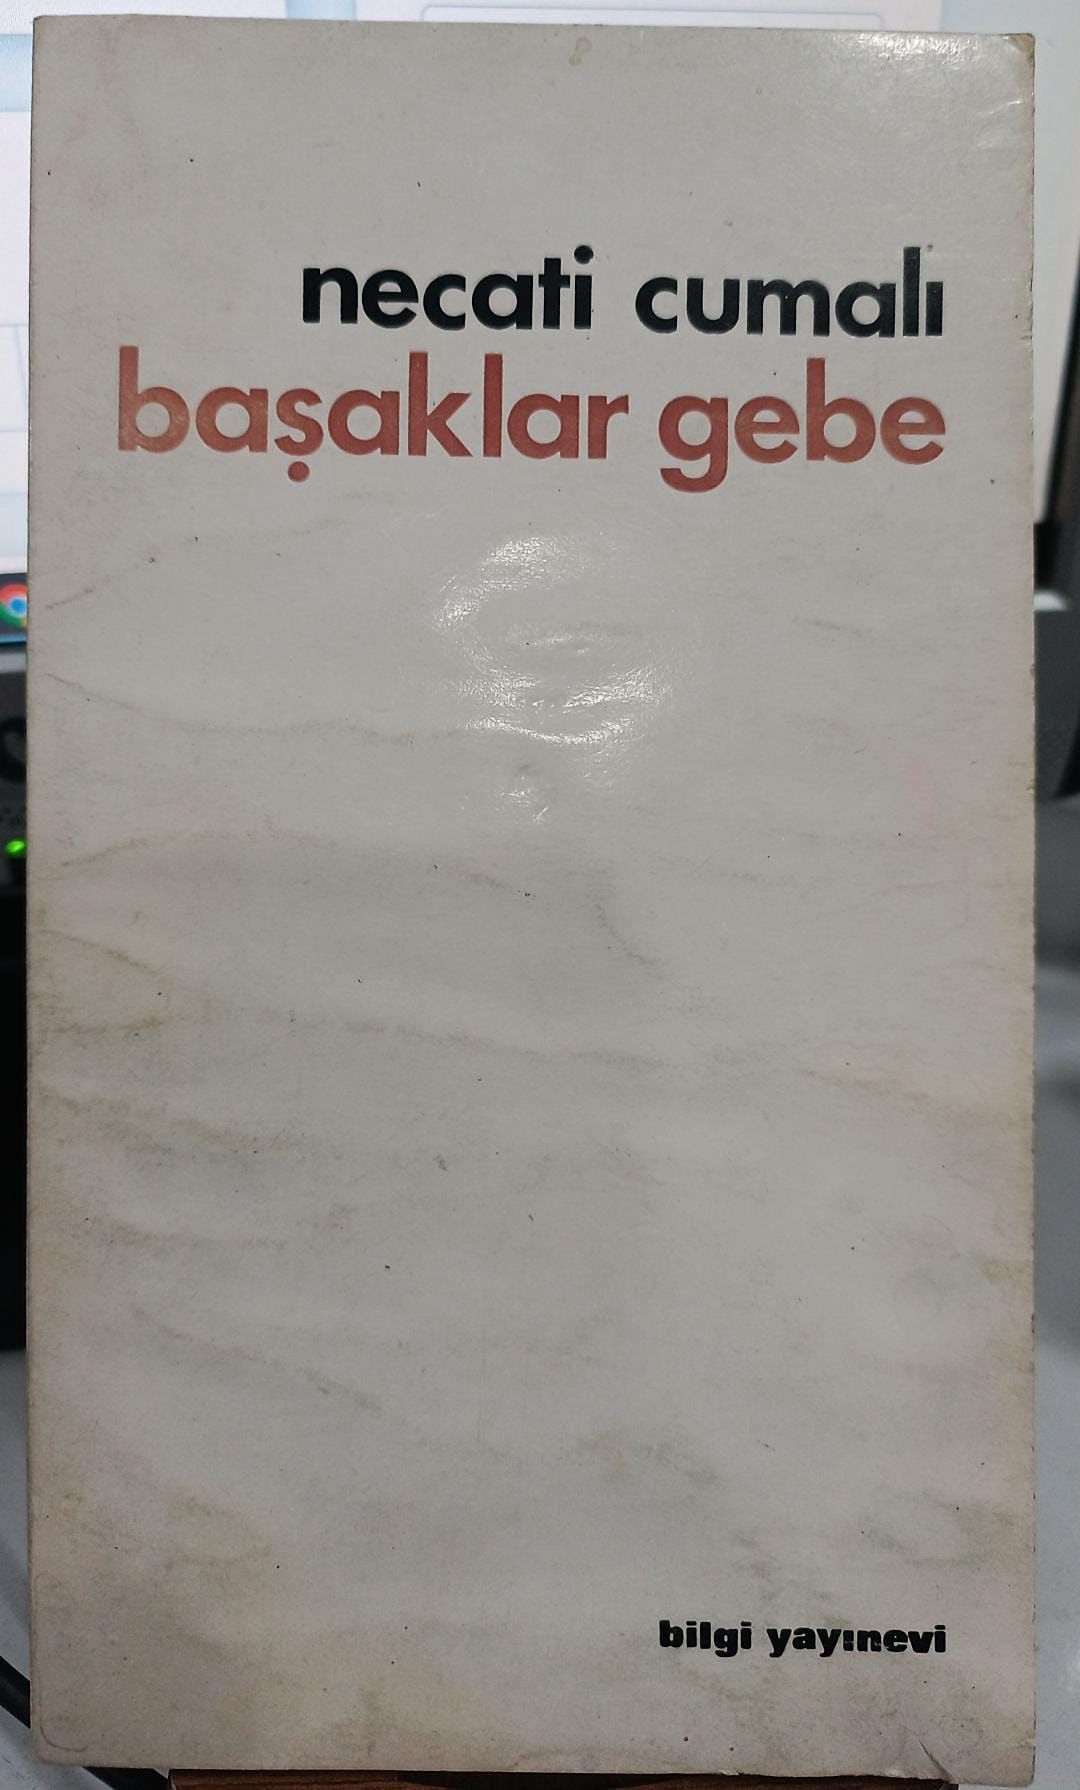 necati cumalı
başaklar gebe
bilgi yayınevi